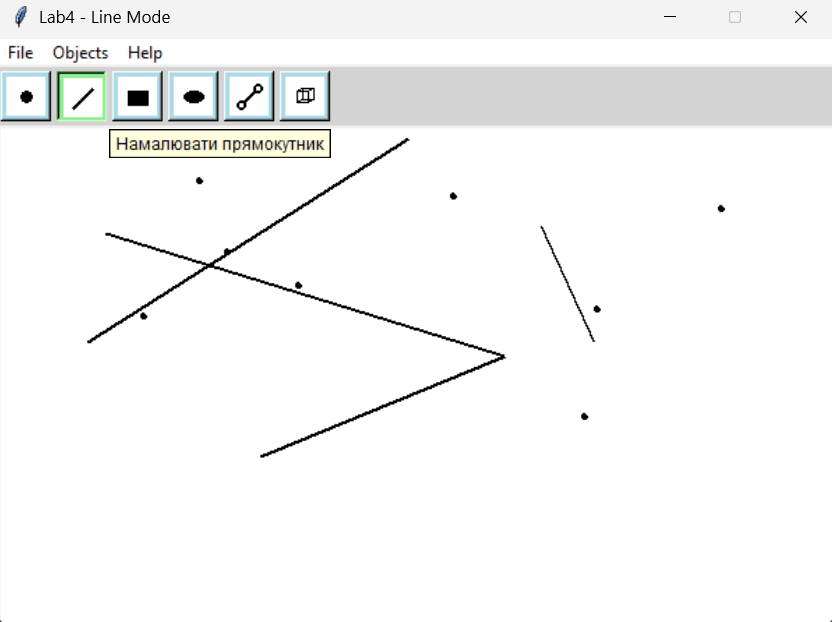 Lab4 - Line Mode
File Objects Help
Намалювати прямокутник